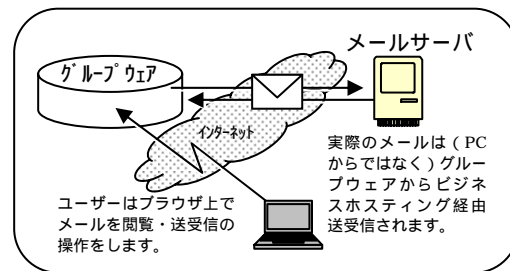 メールサーバ
ｸﾞﾙｰﾌﾟｳｪｱ
ｲﾝﾀｰﾈｯﾄ
実際のメールは（PC
からではなく）グルー
プウェアからビジネ
スホスティング経由
送受信されます。
ユーザーはブラウザ上で
メールを閲覧・送受信の
操作をします。